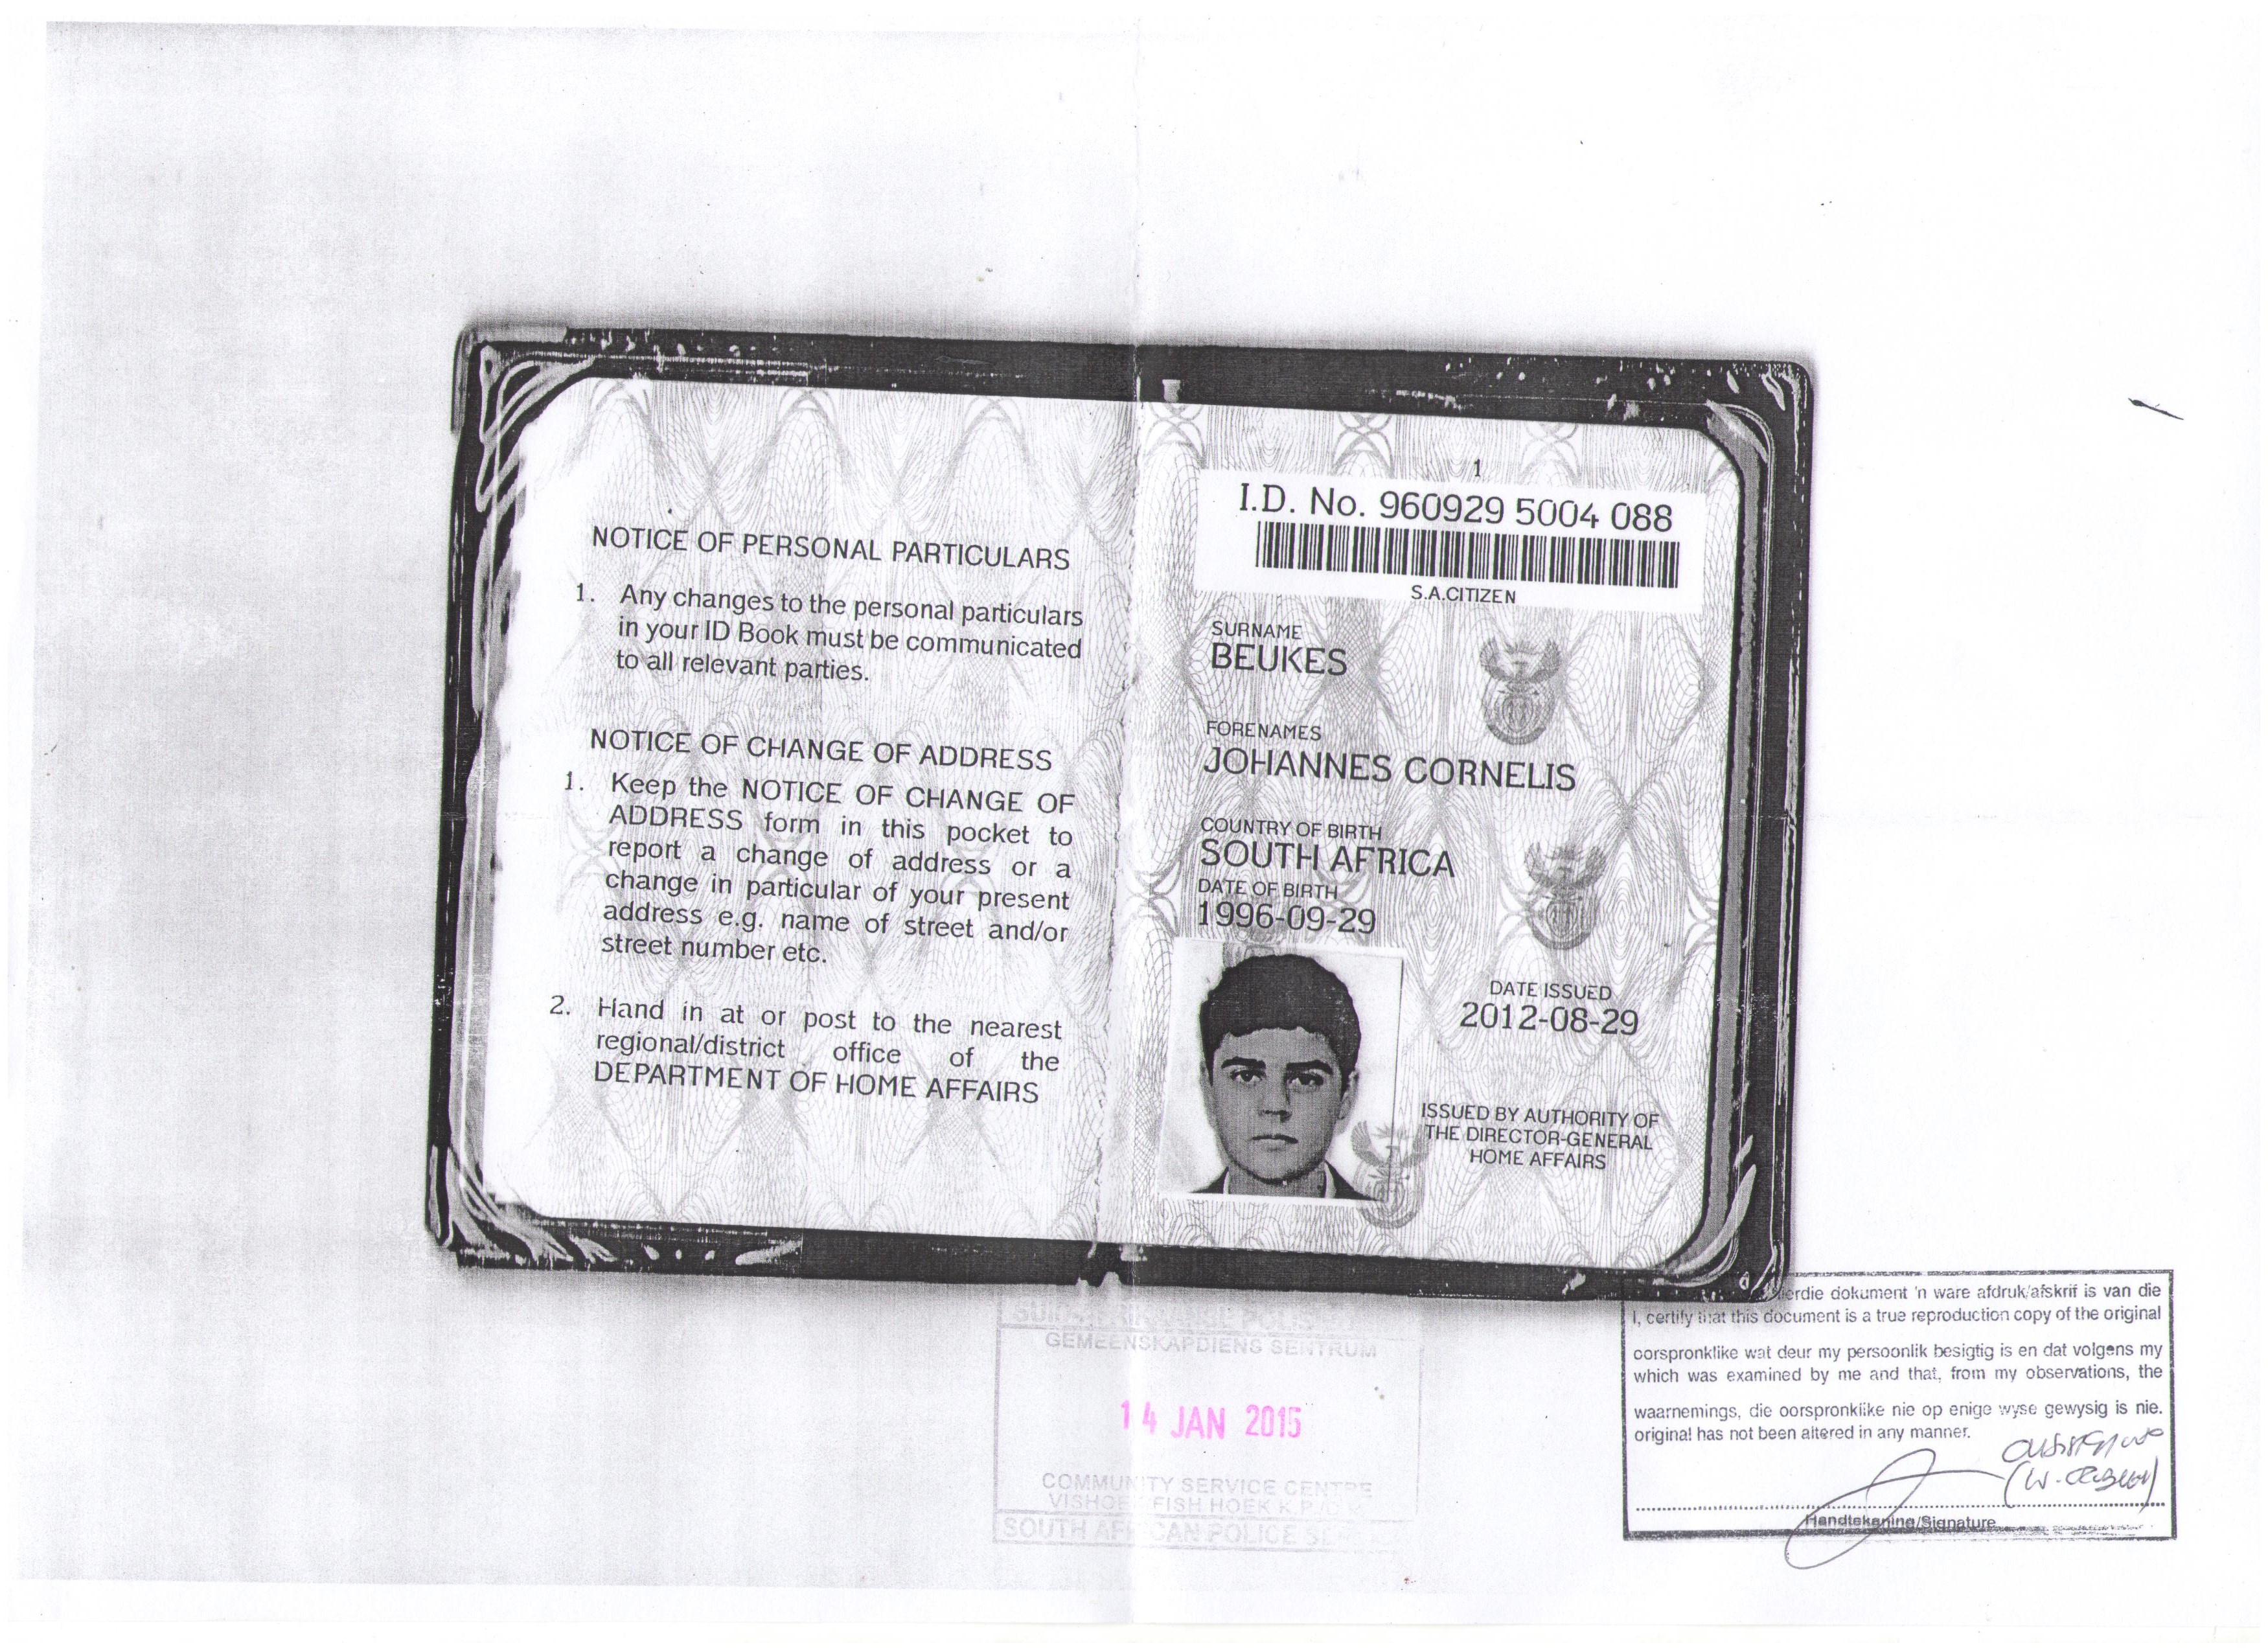 NOTICE OF PERSONAL PARTICULARS
1. Any changes to the personal particulars
in your ID Book must be communicated
to all relevant parties.
NOTICE OF CHANGE OF ADDRESS
1. Keep the NOTICE OF CHANGE OF
ADDRESS form in this pocket to
report a change of address or a
change in particular of your present
address e.g. name of street and/or
street number etc.
2. Hand in at or post to the nearest
regional/district office of the
DEPARTMENT OF HOME AFFAIRS
1
I.D. No. 960929 5004 088
S.A.CITIZEN
SURNAME
BEUKES
FORENAMES
JOHANNES CORNELIS
COUNTRY OF BIRTH
SOUTH AFRICA
DATE OF BIRTH
1996-09-29
DATE ISSUED
2012-08-29
ISSUED BY AUTHORITY OF
THE DIRECTOR-GENERAL
HOME AFFAIRS
GEMEENSKAPDIENS SENTRUM
14 JAN 2015
COMMUNITY SERVICE CENTRE
FISH HOEK
SOUTH AFRICAN POLICE
dokument 'n ware afdruk/afskrif is van die
I, certify that this document is a true reproduction copy of the original
oorspronklike wat deur my persoonlik besigtig is en dat volgens my
which was examined by me and that, from my observations, the
waarnemings, die oorspronklike nie op enige wyse gewysig is nie.
original has not been altered in any manner.
Handtekening/Signature